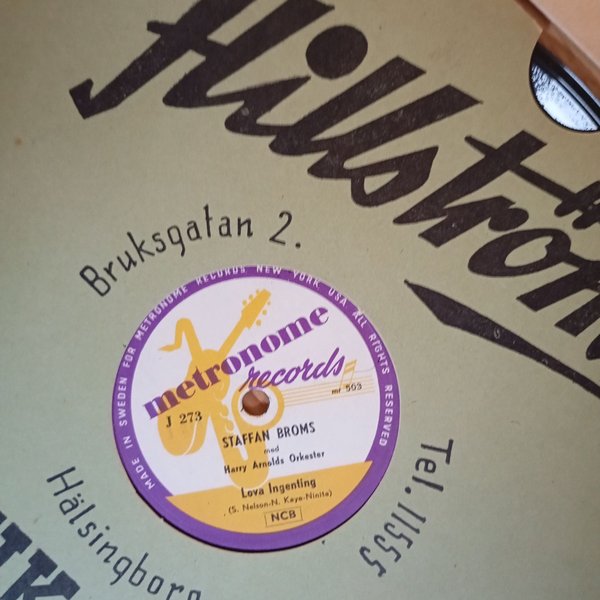 Hillström
Bruksgatan 2.
MADE IN SWEDEN FOR METRONOME RECORDS NEW YORK USA ALL RIGHTS RESERVED
metronome
records
mr 503
J 273
STAFFAN BROMS
med
Harry Arnolds Orkester
Lova Ingenting
(S. Nelson-N. Kaye-Ninita)
NCB
Tel. 11555
Hälsingborg